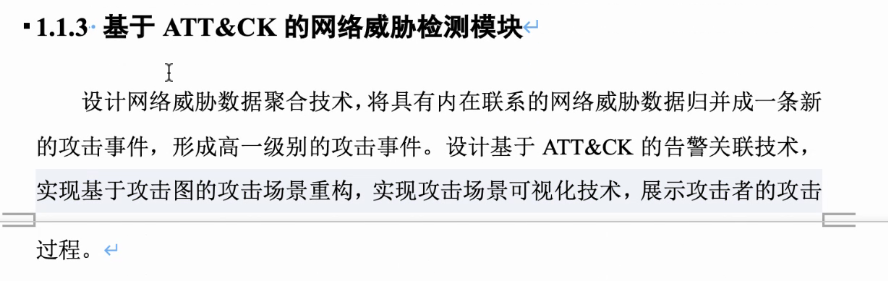 1.1.3 基于 ATT&CK 的网络威胁检测模块
设计网络威胁数据聚合技术，将具有内在联系的网络威胁数据归并成一条新
的攻击事件，形成高一级别的攻击事件。设计基于 ATT&CK 的告警关联技术，
实现基于攻击图的攻击场景重构，实现攻击场景可视化技术，展示攻击者的攻击
过程。